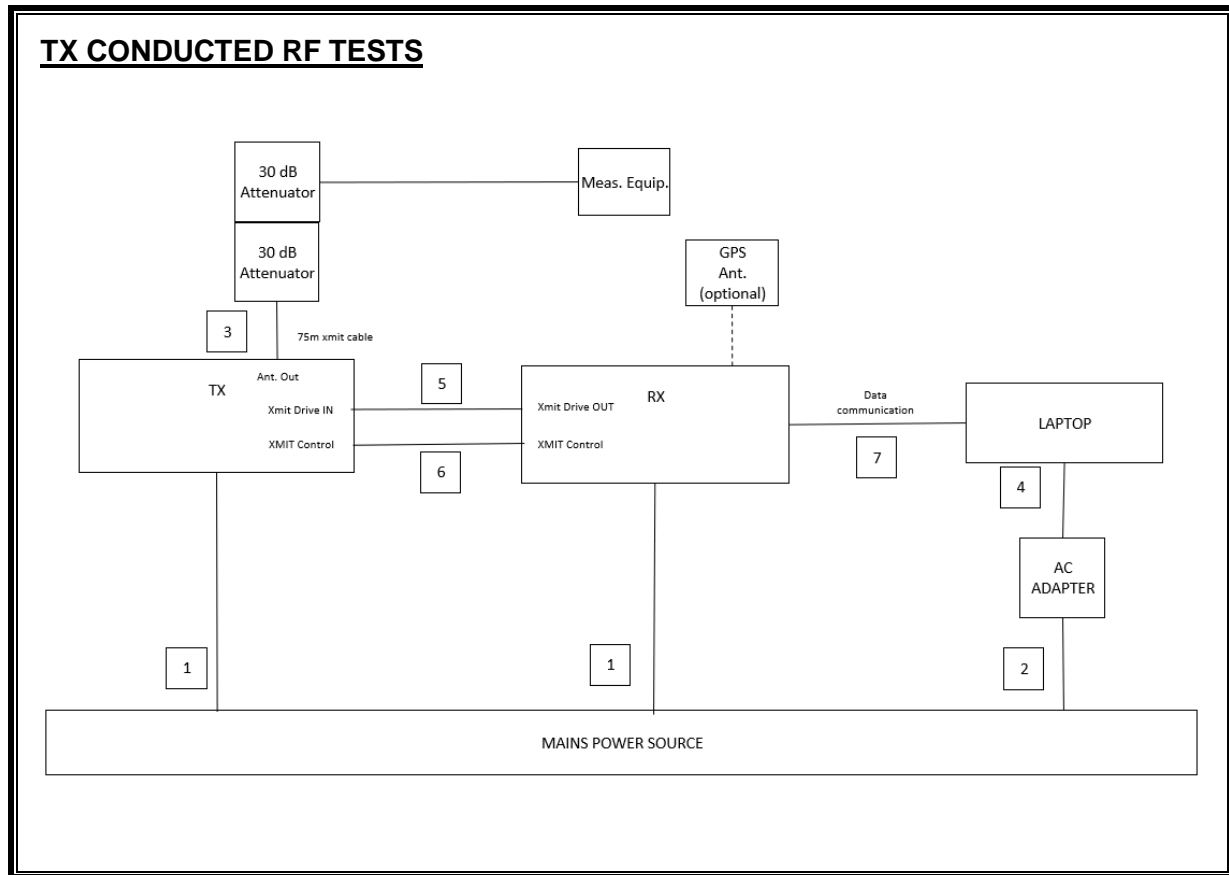 TX CONDUCTED RF TESTS
30 dB
Attenuator
Meas. Equip.
30 dB
Attenuator
GPS
Ant.
(optional)
3
75m xmit cable
Ant. Out
TX
Xmit Drive IN
XMIT Control
5
6
RX
Xmit Drive OUT
XMIT Control
Data
communication
7
LAPTOP
4
AC
ADAPTER
1
1
2
MAINS POWER SOURCE